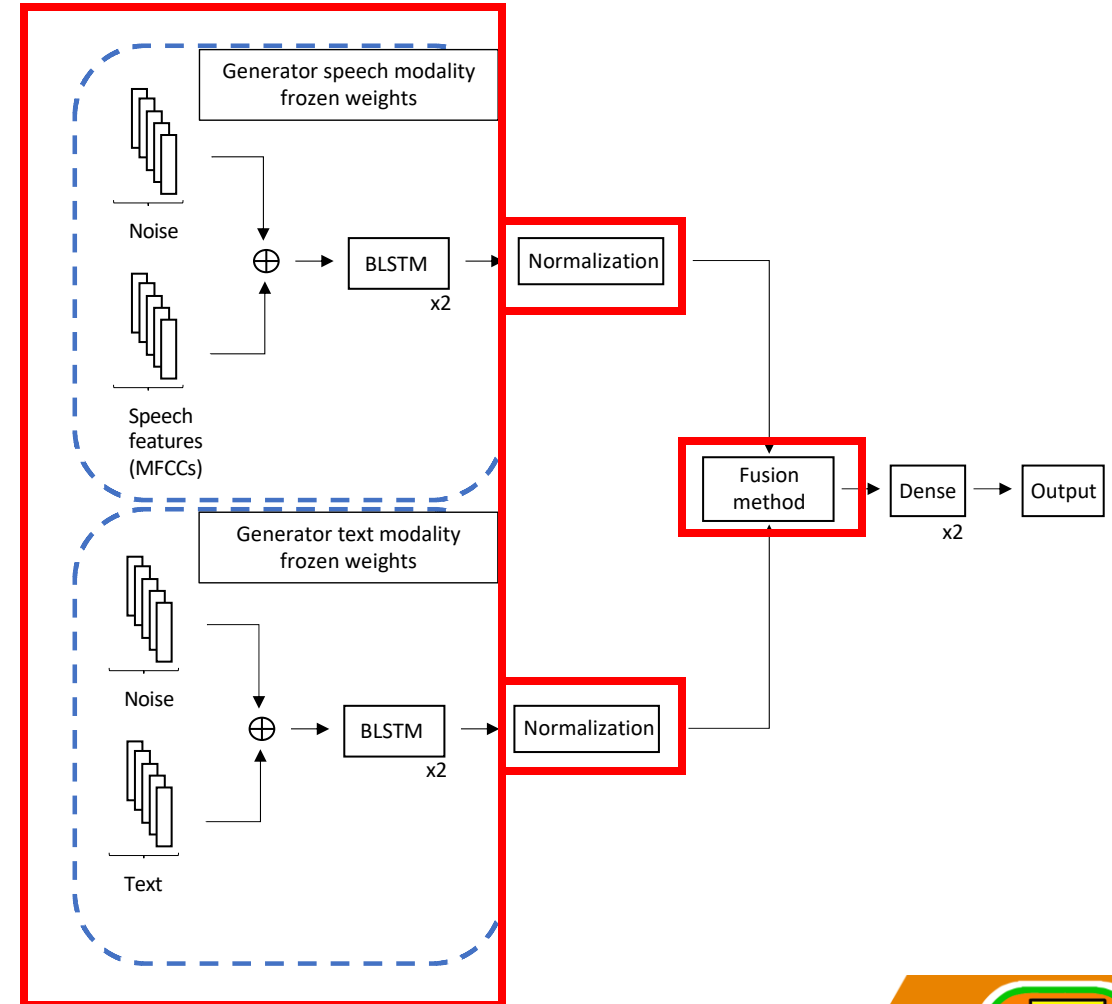 Generator speech modality
frozen weights
Noise
BLSTM
x2
Normalization
Speech
features
(MFCCs)
Fusion
method
Dense
x2
Output
Generator text modality
frozen weights
Noise
BLSTM
x2
Normalization
Text